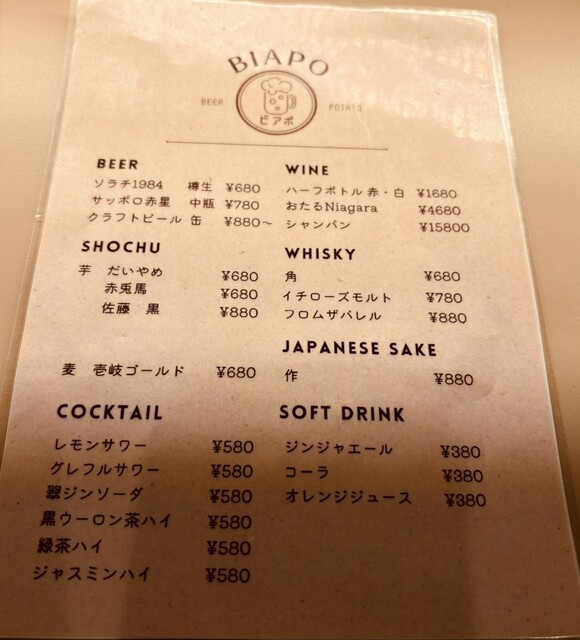 BIAPO
BEER POTATO
ビアポ
BEER
ソラチ1984 樽生 ¥680
サッポロ赤星 中瓶 ¥780
クラフトビール 缶 ¥880〜
SHOCHU
芋 だいやめ ¥680
赤兎馬 ¥680
佐藤 黒 ¥880
麦 壱岐ゴールド ¥680
COCKTAIL
レモンサワー ¥580
グレフルサワー ¥580
翠ジンソーダ ¥580
黒ウーロン茶ハイ ¥580
緑茶ハイ ¥580
ジャスミンハイ ¥580
WINE
ハーフボトル 赤・白 ¥1680
おたるNiagara ¥4680
シャンパン ¥15800
WHISKY
角 ¥680
イチローズモルト ¥780
フロムザバレル ¥880
JAPANESE SAKE
作 ¥880
SOFT DRINK
ジンジャエール ¥380
コーラ ¥380
オレンジジュース ¥380